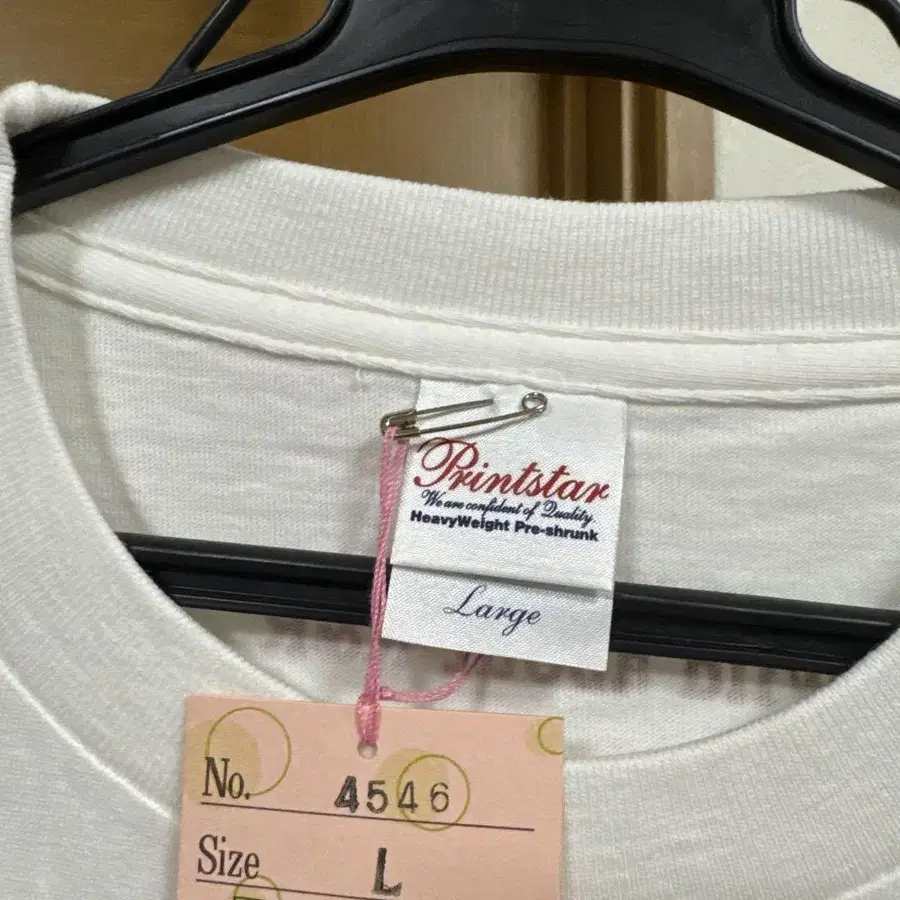 Printstar
We are confident of Quality
HeavyWeight Pre-shrunk
Large
No. 4546
Size L